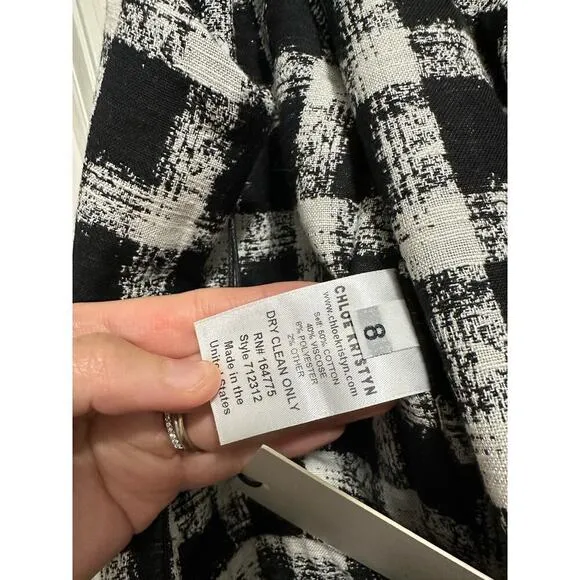 8
CHLOE KRISTYN
www.chloekristyn.com
Self: 50% COTTON
40% VISCOSE
8% POLYESTER
2% OTHER
DRY CLEAN ONLY
RN# 164775
Style 712312
Made in the
United States